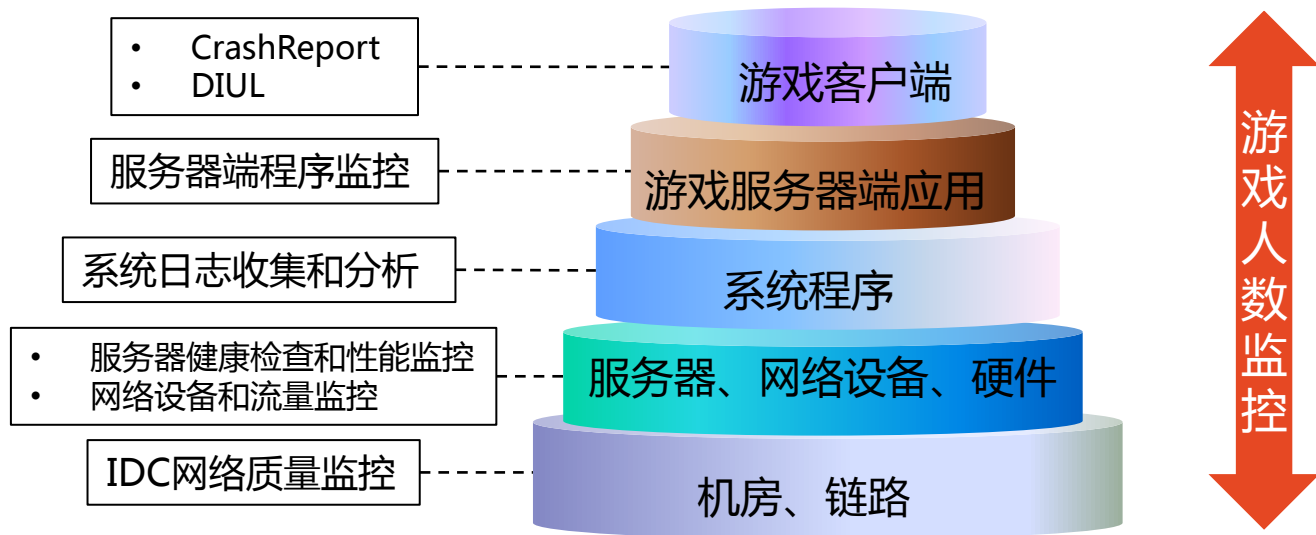 • CrashReport
• DIUL
游戏客户端
服务器端程序监控
游戏服务器端应用
系统日志收集和分析
系统程序
• 服务器健康检查和性能监控
• 网络设备和流量监控
服务器、网络设备、硬件
IDC网络质量监控
机房、链路
游戏人数监控